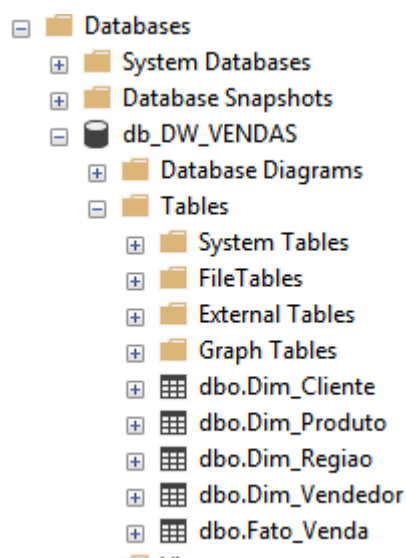 Databases
System Databases
Database Snapshots
db_DW_VENDAS
Database Diagrams
Tables
System Tables
FileTables
External Tables
Graph Tables
dbo.Dim_Cliente
dbo.Dim_Produto
dbo.Dim_Regiao
dbo.Dim_Vendedor
dbo.Fato_Venda